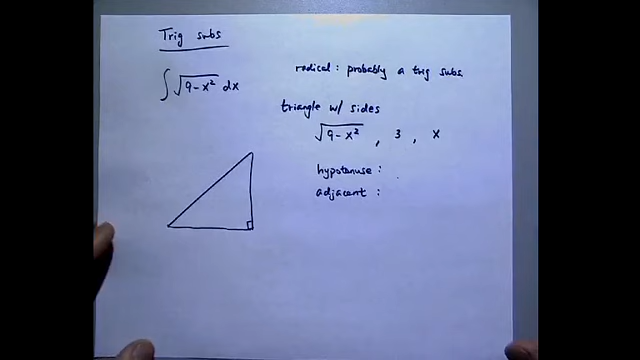 Trig subs
∫ √9-x² dx
radical : probably a trig subs.
triangle w/ sides
√9-x² , 3 , x
hypotenuse :
adjacent :